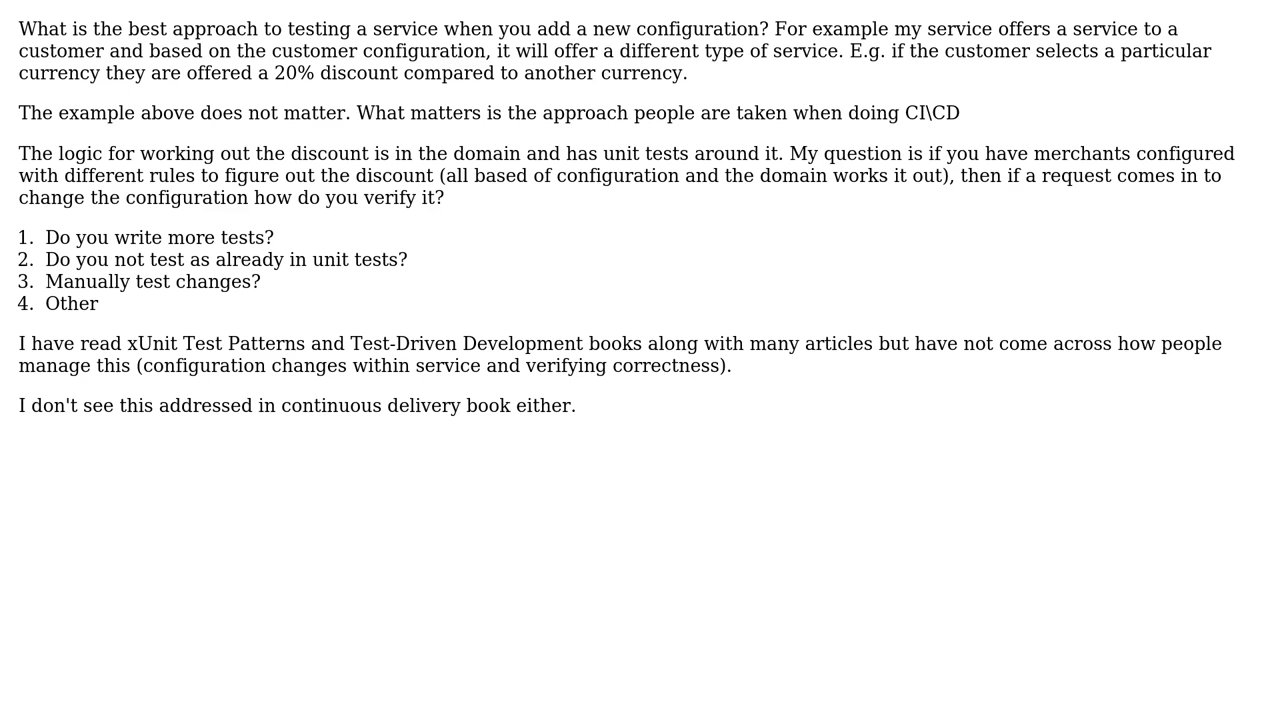 What is the best approach to testing a service when you add a new configuration? For example my service offers a service to a
customer and based on the customer configuration, it will offer a different type of service. E.g. if the customer selects a particular
currency they are offered a 20% discount compared to another currency.
The example above does not matter. What matters is the approach people are taken when doing CI\CD
The logic for working out the discount is in the domain and has unit tests around it. My question is if you have merchants configured
with different rules to figure out the discount (all based of configuration and the domain works it out), then if a request comes in to
change the configuration how do you verify it?
1. Do you write more tests?
2. Do you not test as already in unit tests?
3. Manually test changes?
4. Other
I have read xUnit Test Patterns and Test-Driven Development books along with many articles but have not come across how people
manage this (configuration changes within service and verifying correctness).
I don't see this addressed in continuous delivery book either.